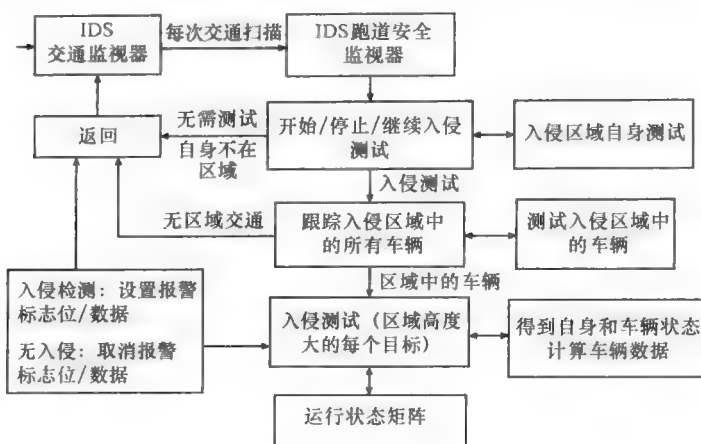 IDS
交通监视器
每次交通扫描
IDS跑道安全
监视器
返回
无需测试
自身不在
区域
开始/停止/继续入侵
测试
入侵区域自身测试
入侵测试
无区域交通
跟踪入侵区域中
的所有车辆
测试入侵区域中
的车辆
区域中的车辆
入侵检测：设置报警
标志位/数据
无入侵：取消报警
标志位/数据
入侵测试（区域高度
大的每个目标）
得到自身和车辆状态
计算车辆数据
运行状态矩阵